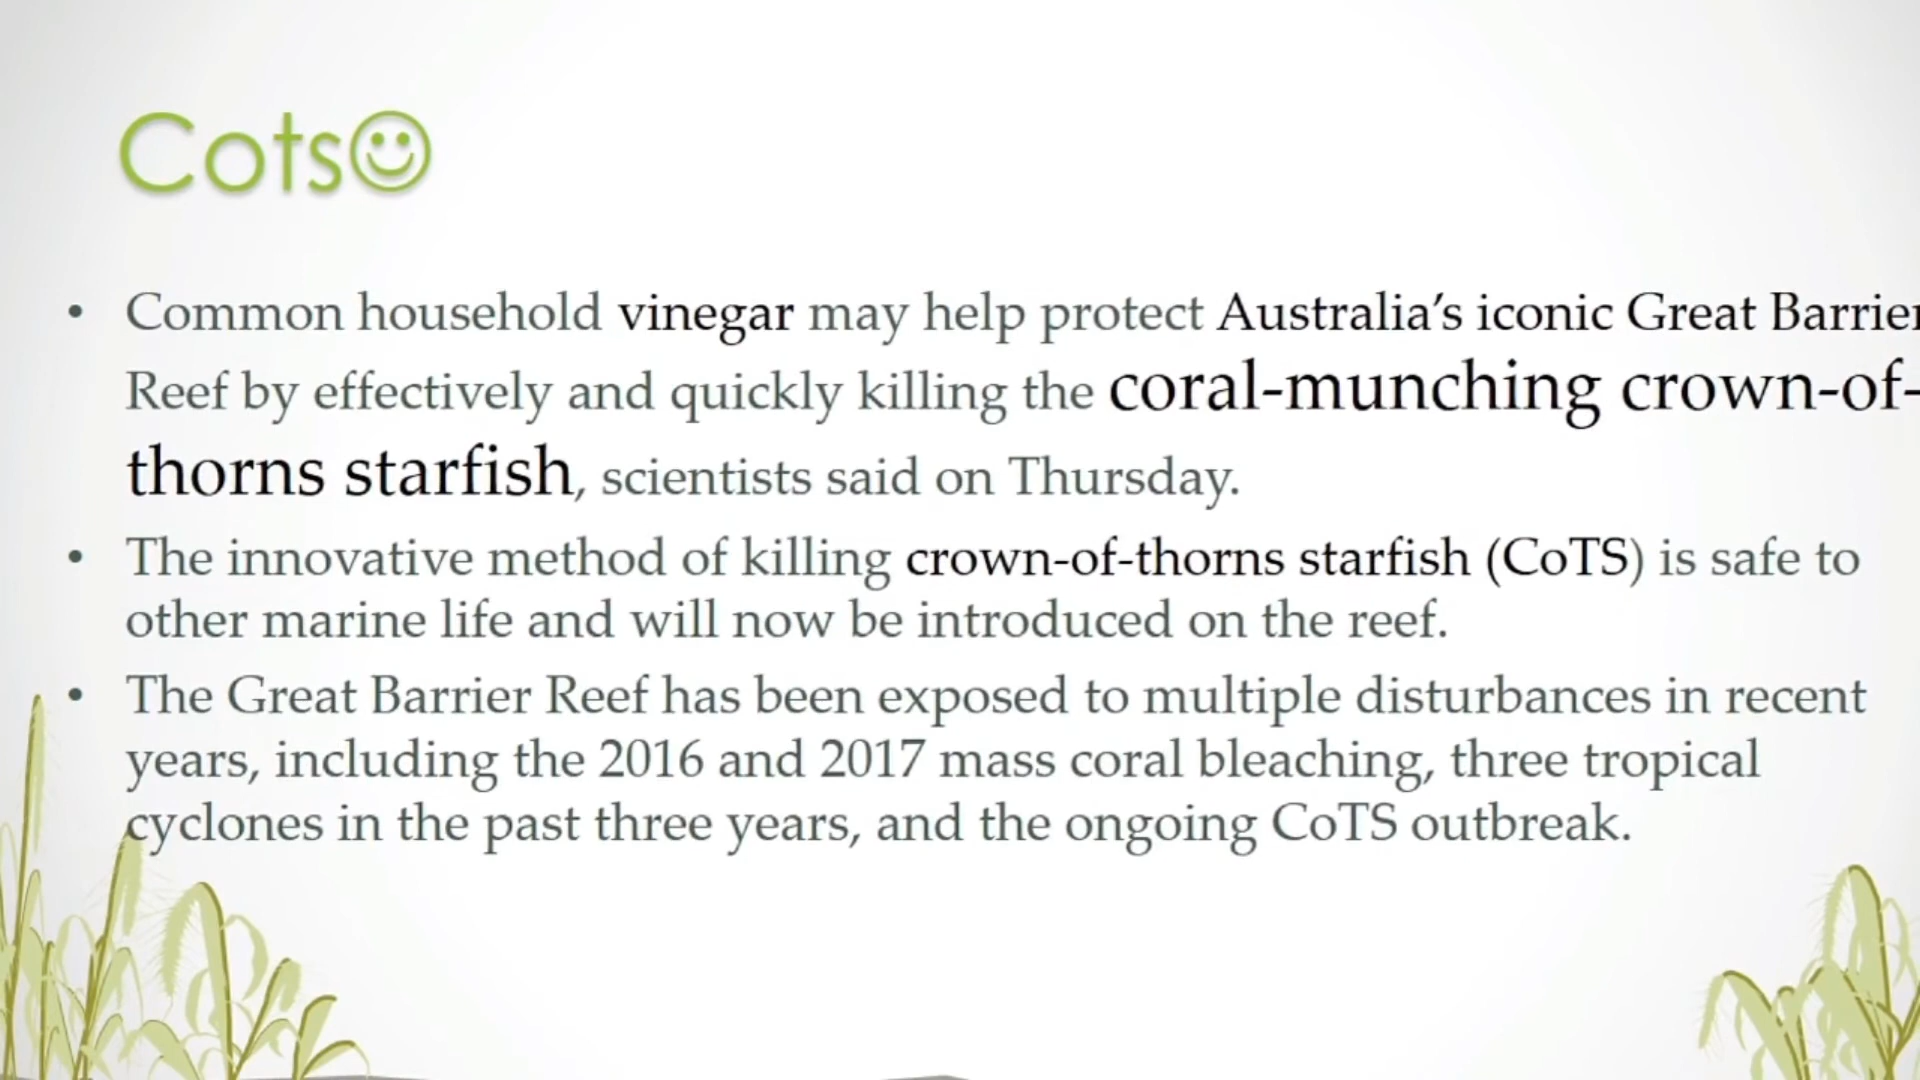 Cots☺
• Common household vinegar may help protect Australia’s iconic Great Barrier
Reef by effectively and quickly killing the coral-munching crown-of-
thorns starfish, scientists said on Thursday.
• The innovative method of killing crown-of-thorns starfish (CoTS) is safe to
other marine life and will now be introduced on the reef.
• The Great Barrier Reef has been exposed to multiple disturbances in recent
years, including the 2016 and 2017 mass coral bleaching, three tropical
cyclones in the past three years, and the ongoing CoTS outbreak.